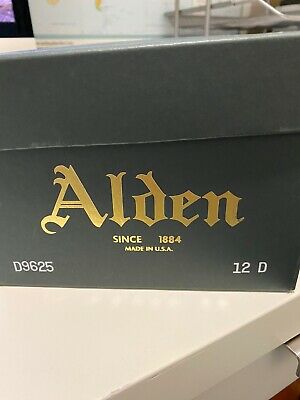 Alden
SINCE 1884
MADE IN U.S.A.
D9625 12 D